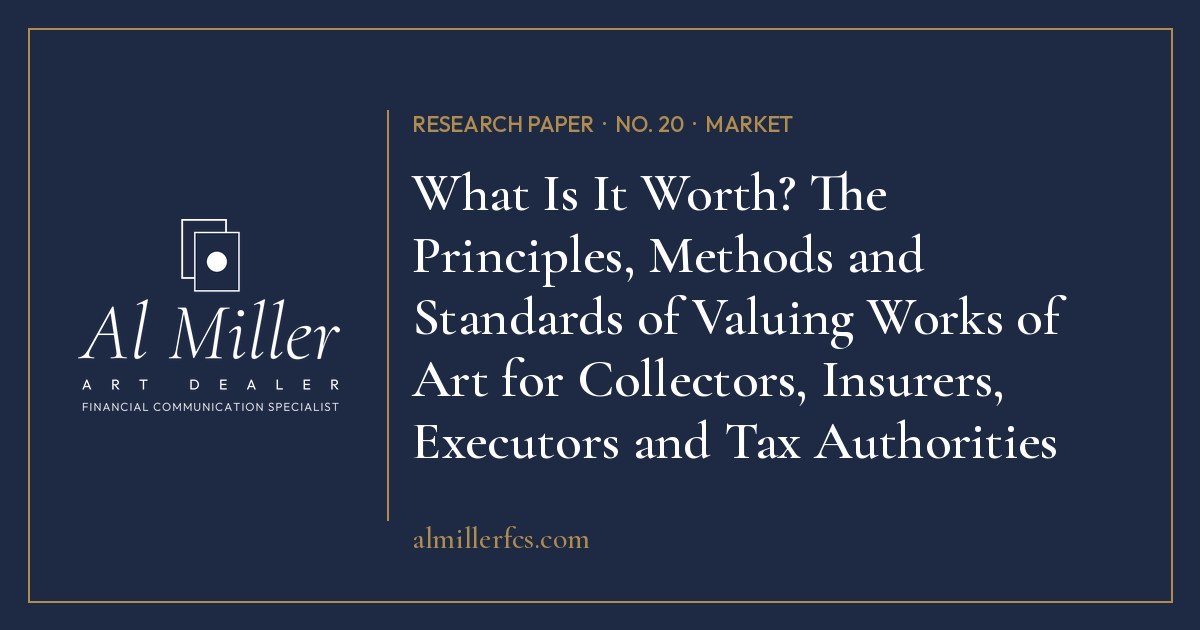 Al Miller
ART DEALER
FINANCIAL COMMUNICATION SPECIALIST
RESEARCH PAPER · NO. 20 · MARKET
What Is It Worth? The
Principles, Methods and
Standards of Valuing Works of
Art for Collectors, Insurers,
Executors and Tax Authorities
almillerfcs.com